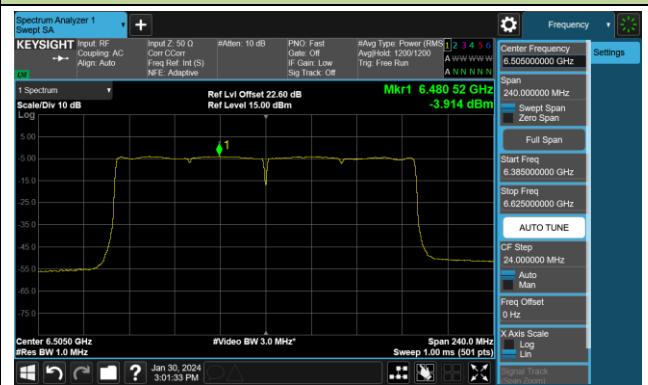 Spectrum Analyzer 1
Swept SA
+
Frequency
KEYSIGHT
Input: RF
Coupling: AC
Align: Auto
Input Z: 50 Ω
Corr CCorr
Freq Ref: Int (S)
NFE: Adaptive
#Atten: 10 dB
PNO: Fast
Gate: Off
IF Gain: Low
Sig Track: Off
#Avg Type: Power (RMS
Avg|Hold: 1200/1200
Trig: Free Run
1 2 3 4 5 6
A W W W W W
A N N N N N
Center Frequency
6.505000000 GHz
Settings
1 Spectrum
Scale/Div 10 dB
Ref Lvl Offset 22.60 dB
Ref Level 15.00 dBm
Mkr1 6.480 52 GHz
-3.914 dBm
Span
240.000000 MHz
Swept Span
Zero Span
Full Span
Start Freq
6.385000000 GHz
Stop Freq
6.625000000 GHz
AUTO TUNE
CF Step
24.000000 MHz
Auto
Man
Freq Offset
0 Hz
X Axis Scale
Log
Lin
Signal Track
(Span Zoom)
Log
5.00
-5.00
-15.0
-25.0
-35.0
-45.0
-55.0
-65.0
-75.0
1
Center 6.5050 GHz
#Res BW 1.0 MHz
#Video BW 3.0 MHz*
Span 240.0 MHz
Sweep 1.00 ms (501 pts)
?
Jan 30, 2024
3:01:33 PM